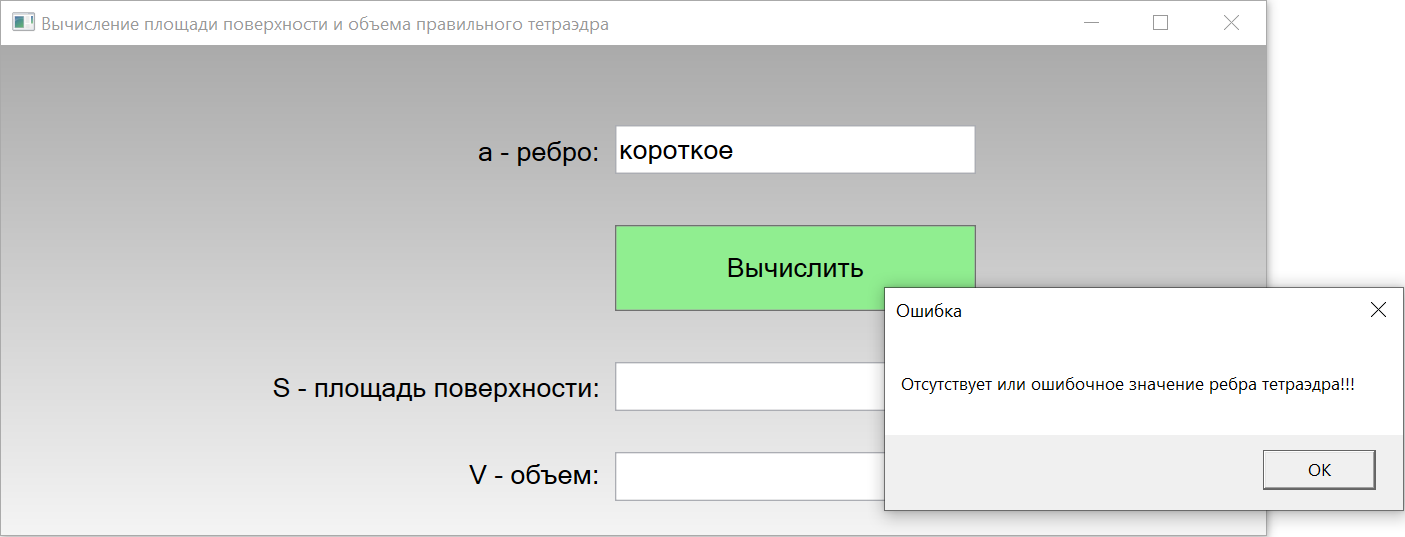 Вычисление площади поверхности и объема правильного тетраэдра
a - ребро:
короткое
Вычислить
Ошибка
Отсутствует или ошибочное значение ребра тетраэдра!!!
S - площадь поверхности:
V - объем:
OK